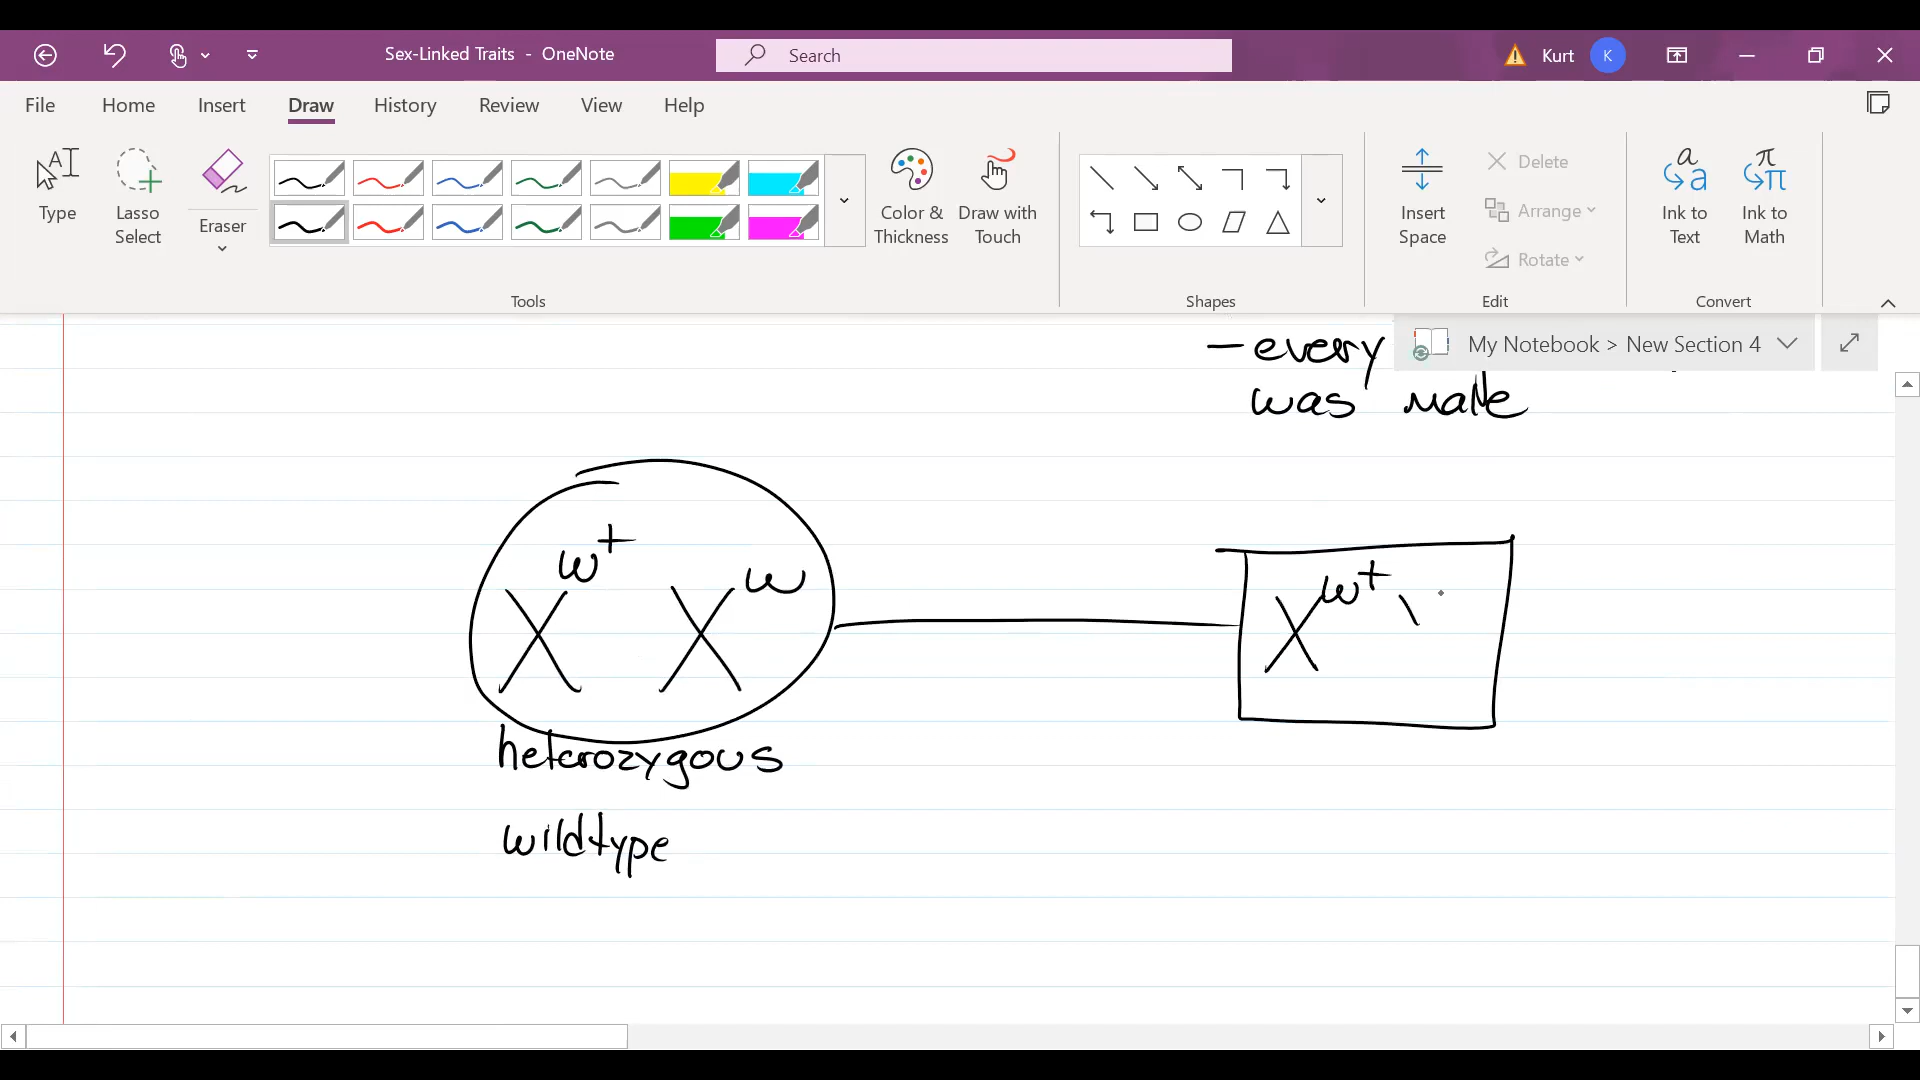 Sex-Linked Traits - OneNote
Search
Kurt
K
File Home Insert Draw History Review View Help
Type
Lasso Select
Eraser
Color & Thickness
Draw with Touch
Insert Space
Delete
Arrange
Rotate
Ink to Text
Ink to Math
Tools
Shapes
Edit
Convert
My Notebook > New Section 4
- every
was male
X^w+ X^w
X^w+
heterozygous
wildtype